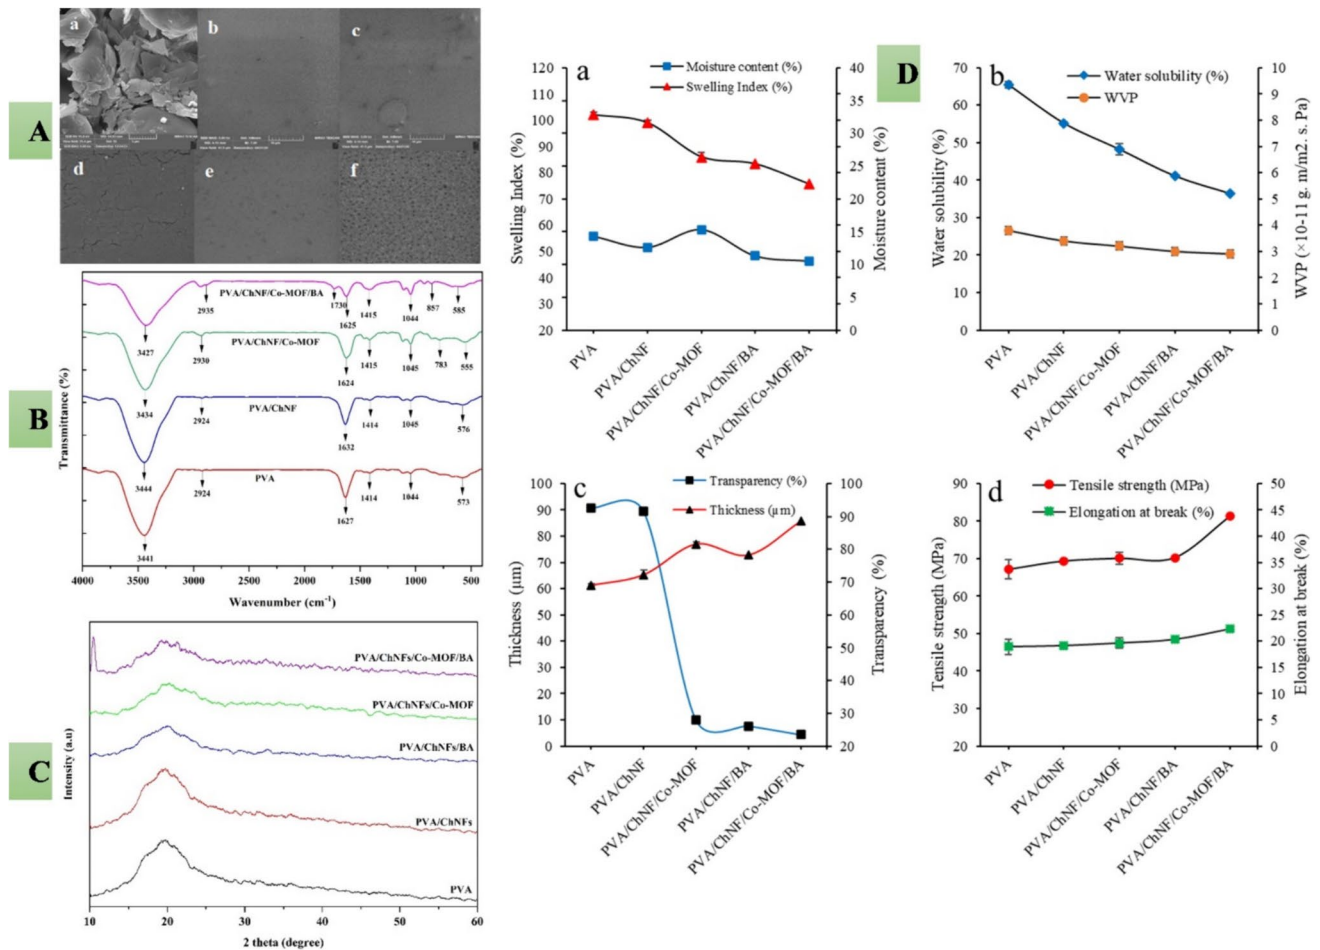 A
a
b
c
d
e
f
B
Transmittance (%)
PVA/ChNF/Co-MOF/BA
2935
1730
1415
857
585
1625
1044
3427
PVA/ChNF/Co-MOF
2930
1415
1045
783
555
1624
3434
PVA/ChNF
2924
1414
1045
576
1632
3444
PVA
2924
1414
1044
573
1627
3441
4000 3500 3000 2500 2000 1500 1000 500
Wavenumber (cm-1)
C
Intensity (a.u)
PVA/ChNFs/Co-MOF/BA
PVA/ChNFs/Co-MOF
PVA/ChNFs/BA
PVA/ChNFs
PVA
10 20 30 40 50 60
2 theta (degree)
D
a
Moisture content (%)
Swelling Index (%)
120
110
100
90
80
70
60
50
40
30
20
Swelling Index (%)
40
35
30
25
20
15
10
5
0
Moisture content (%)
PVA
PVA/ChNF
PVA/ChNF/Co-MOF
PVA/ChNF/BA
PVA/ChNF/Co-MOF/BA
b
Water solubility (%)
WVP
70
60
50
40
30
20
10
0
Water solubility (%)
10
9
8
7
6
5
4
3
2
1
0
WVP (×10-11 g. m/m2. s. Pa)
PVA
PVA/ChNF
PVA/ChNF/Co-MOF
PVA/ChNF/BA
PVA/ChNF/Co-MOF/BA
c
Transparency (%)
Thickness (µm)
100
90
80
70
60
50
40
30
20
10
0
Thickness (µm)
100
90
80
70
60
50
40
30
20
Transparency (%)
PVA
PVA/ChNF
PVA/ChNF/Co-MOF
PVA/ChNF/BA
PVA/ChNF/Co-MOF/BA
d
Tensile strength (MPa)
Elongation at break (%)
90
80
70
60
50
40
30
20
Tensile strength (MPa)
50
45
40
35
30
25
20
15
10
5
0
Elongation at break (%)
PVA
PVA/ChNF
PVA/ChNF/Co-MOF
PVA/ChNF/BA
PVA/ChNF/Co-MOF/BA